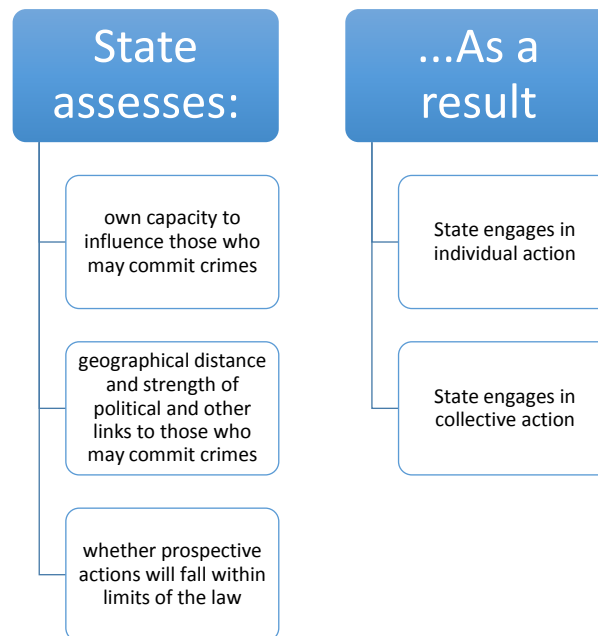 State
assesses:
own capacity to
influence those who
may commit crimes
geographical distance
and strength of
political and other
links to those who
may commit crimes
whether prospective
actions will fall within
limits of the law
...As a
result
State engages in
individual action
State engages in
collective action